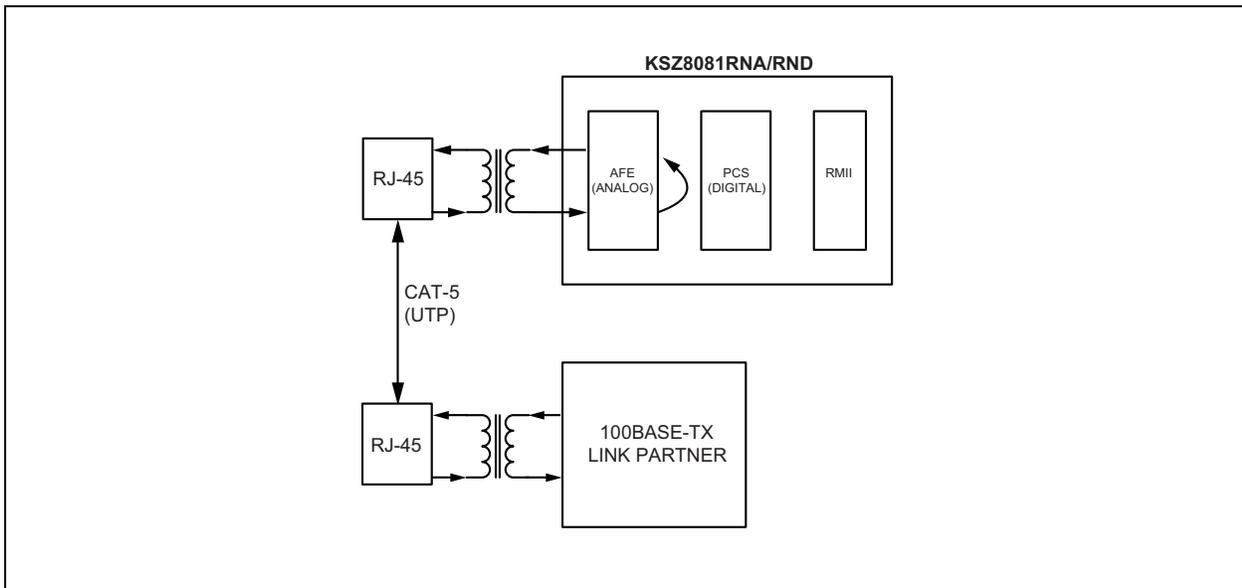 KSZ8081RNA/RND
RJ-45
AFE
(ANALOG)
PCS
(DIGITAL)
RMII
CAT-5
(UTP)
RJ-45
100BASE-TX
LINK PARTNER